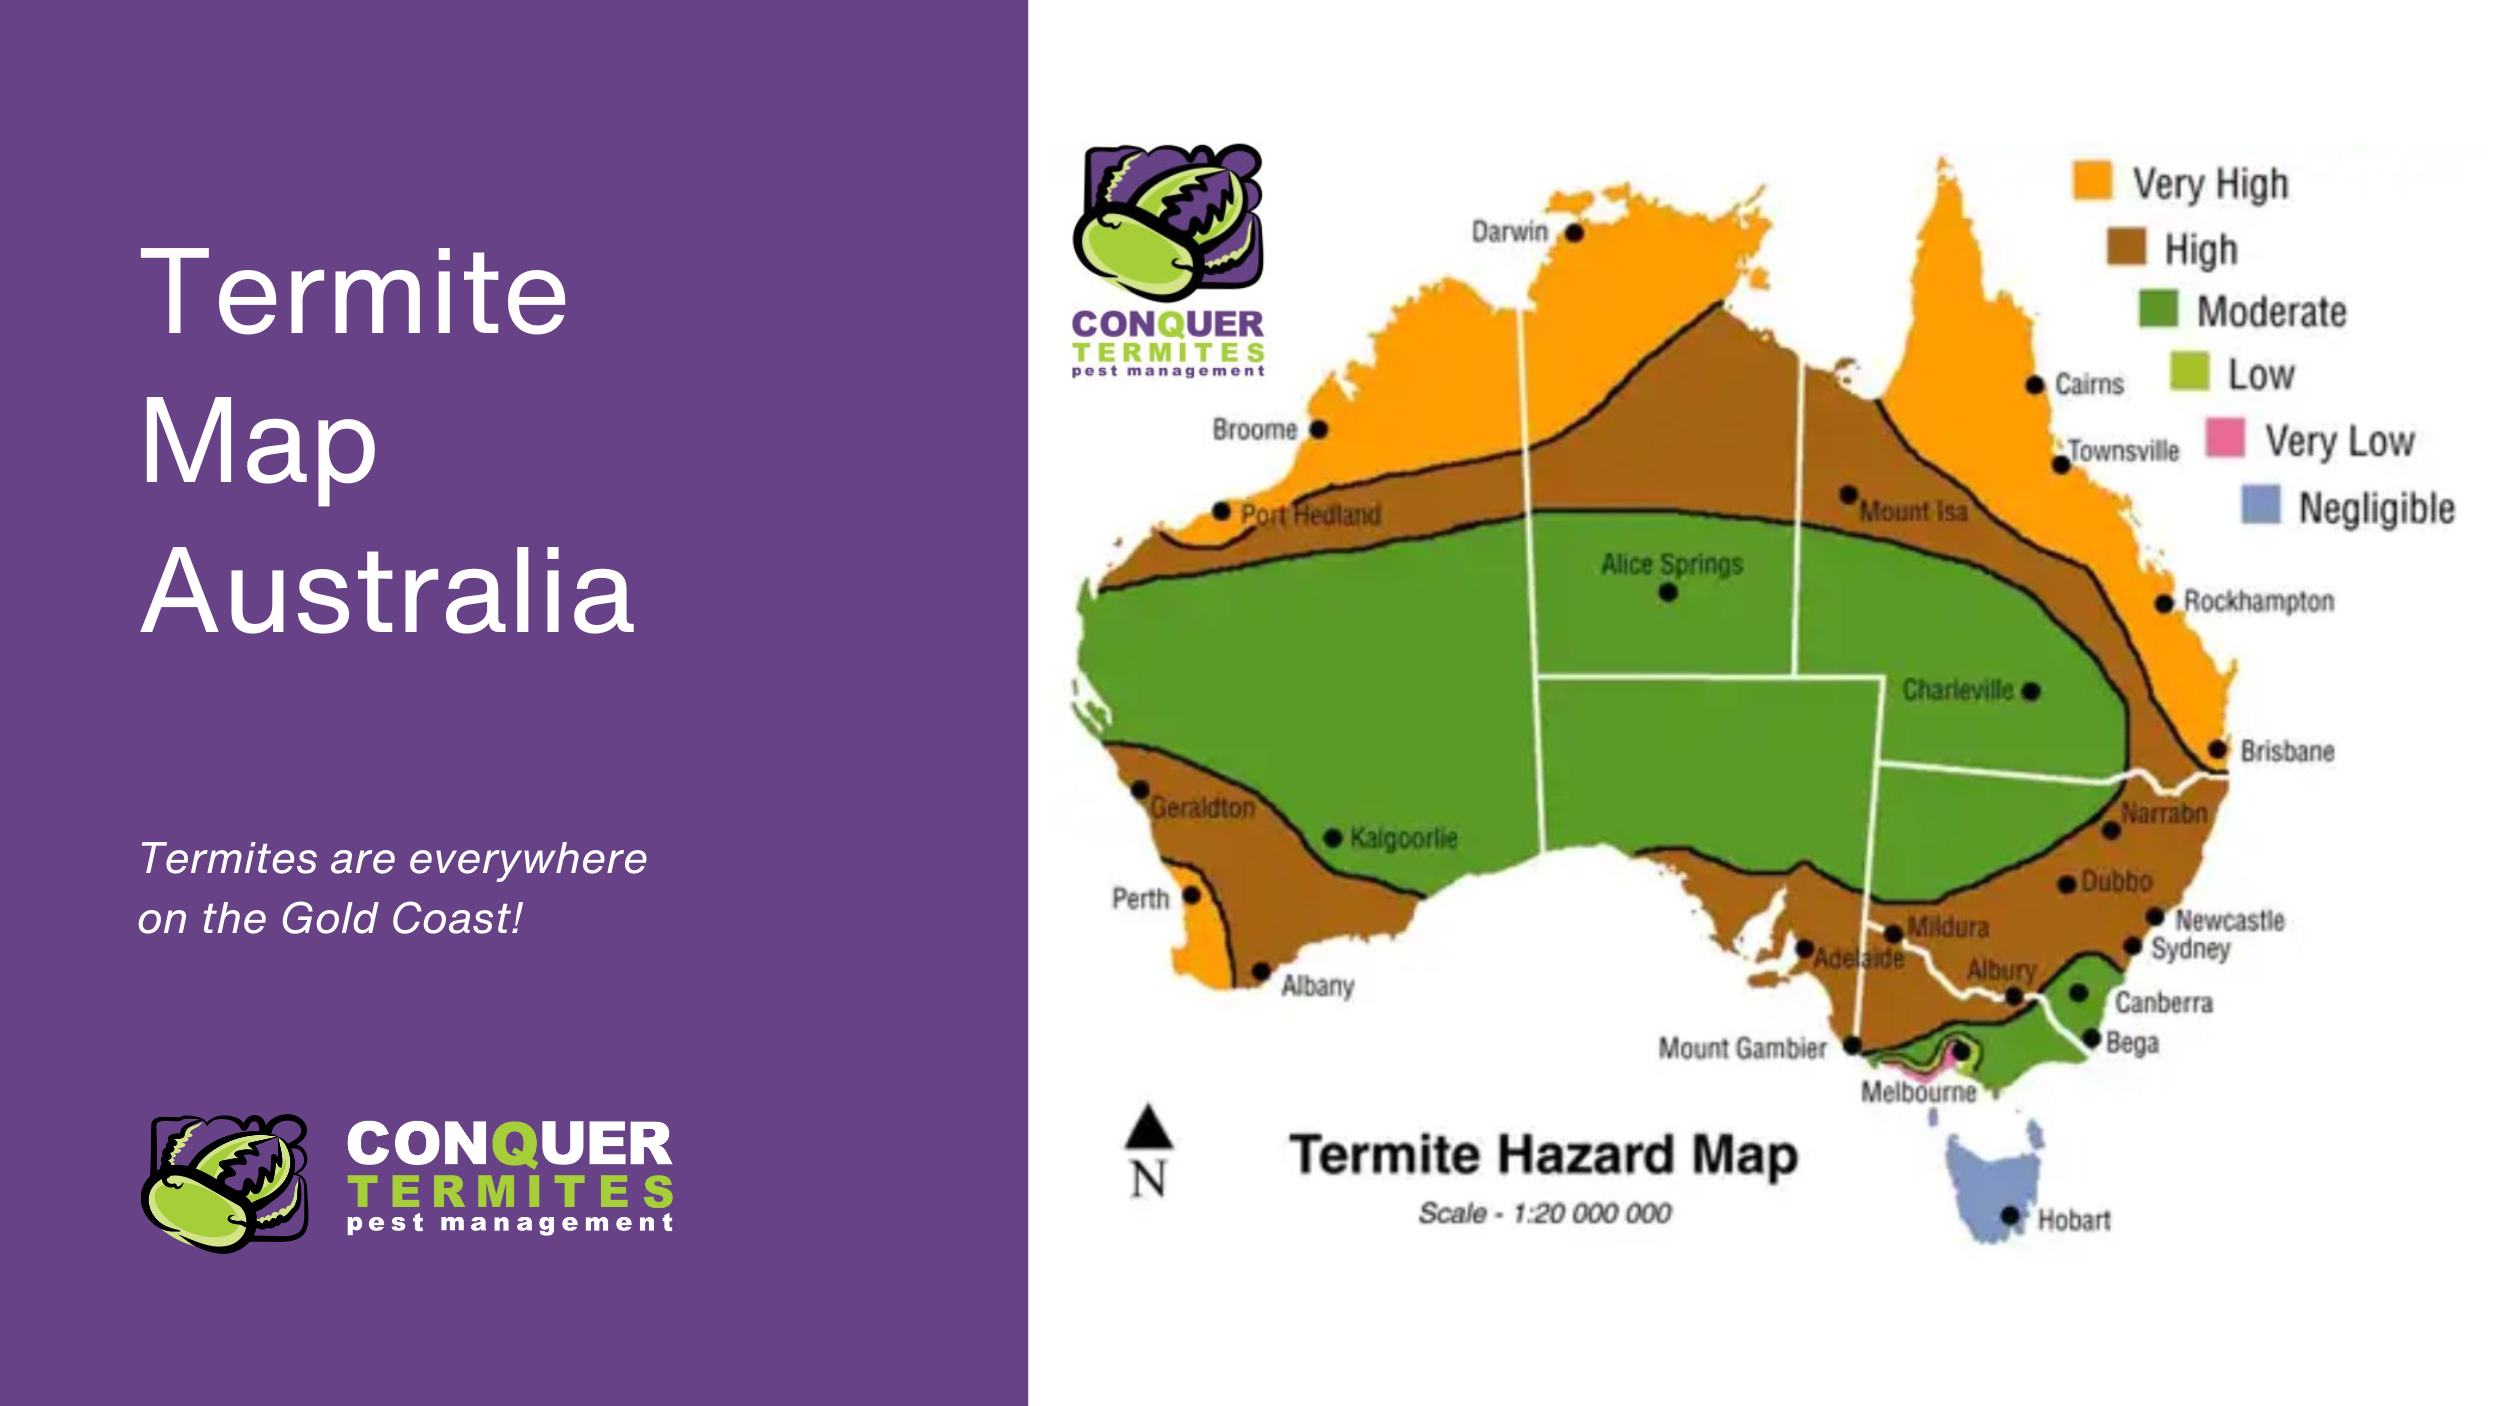 Termite
Map
Australia
Termites are everywhere
on the Gold Coast!
CONQUER
TERMITES
pest management
CONQUER
TERMITES
pest management
Very High
High
Moderate
Low
Very Low
Negligible
Darwin
Cairns
Broome
Townsville
Port Hedland
Mount Isa
Alice Springs
Rockhampton
Charleville
Brisbane
Geraldton
Narrabn
Kalgoorlie
Dubbo
Perth
Newcastle
Mildura
Sydney
Adelaide
Albury
Albany
Canberra
Mount Gambier
Bega
Melbourne
Termite Hazard Map
N
Scale - 1:20 000 000
Hobart